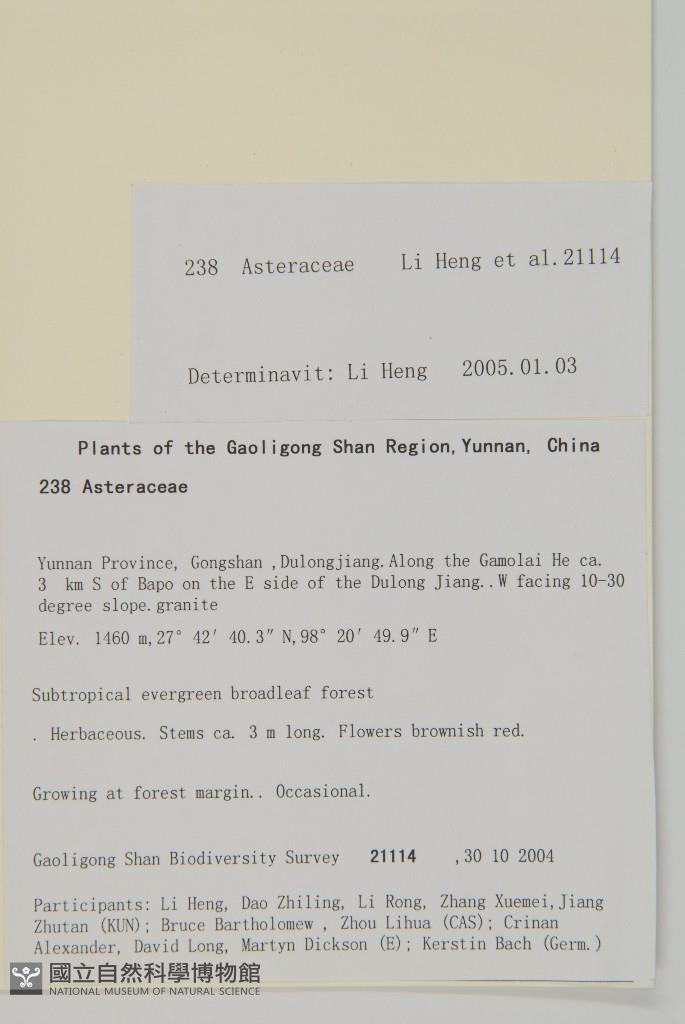 238 Asteraceae Li Heng et al.21114
Determinavit: Li Heng 2005.01.03
Plants of the Gaoligong Shan Region, Yunnan, China
238 Asteraceae
Yunnan Province, Gongshan ,Dulongjiang. Along the Gamolai He ca.
3 km S of Bapo on the E side of the Dulong Jiang.. W facing 10-30
degree slope. granite
Elev. 1460 m, 27° 42′ 40.3″ N, 98° 20′ 49.9″ E
Subtropical evergreen broadleaf forest
. Herbaceous. Stems ca. 3 m long. Flowers brownish red.
Growing at forest margin.. Occasional.
Gaoligong Shan Biodiversity Survey 21114 ,30 10 2004
Participants: Li Heng, Dao Zhiling, Li Rong, Zhang Xuemei, Jiang
Zhutan (KUN); Bruce Bartholomew , Zhou Lihua (CAS); Crinan
Alexander, David Long, Martyn Dickson (E); Kerstin Bach (Germ.)
國立自然科學博物館
NATIONAL MUSEUM OF NATURAL SCIENCE